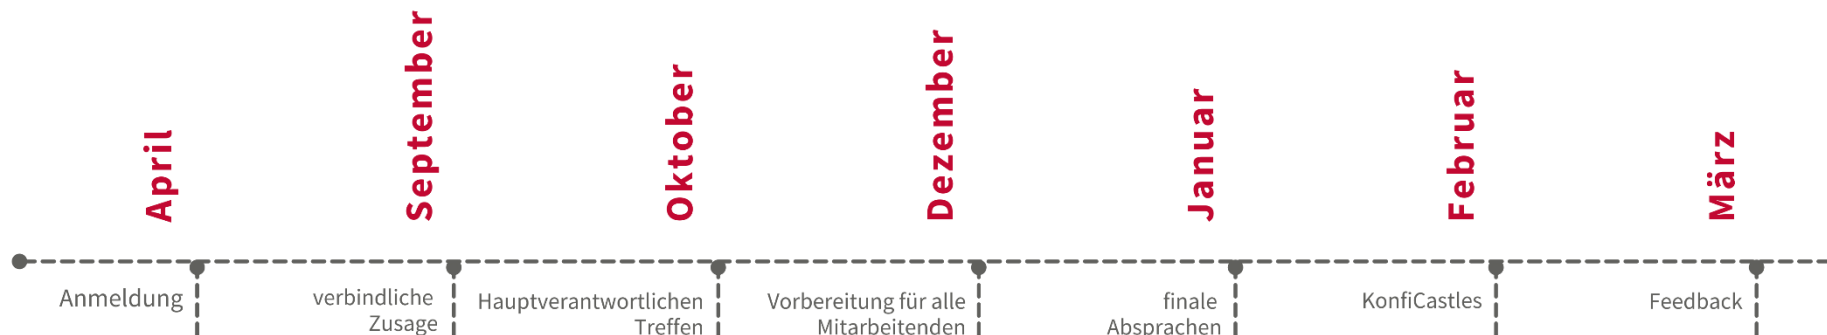 April
September
Oktober
Dezember
Januar
Februar
März
Anmeldung
verbindliche
Zusage
Hauptverantwortlichen
Treffen
Vorbereitung für alle
Mitarbeitenden
finale
Absprachen
KonfiCastles
Feedback